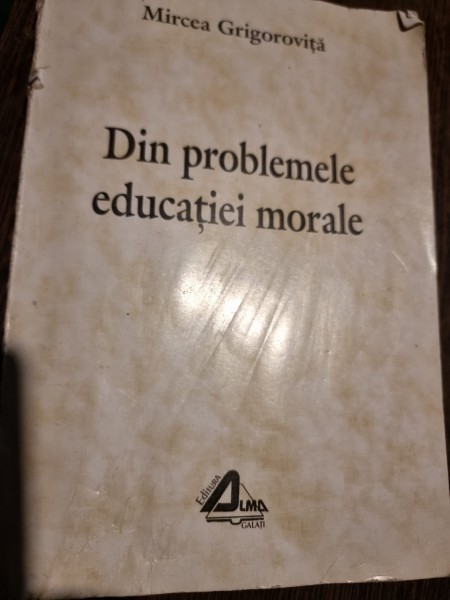 Mircea Grigoroviță
Din problemele
educației morale
Editura
ALMA
GALAȚI